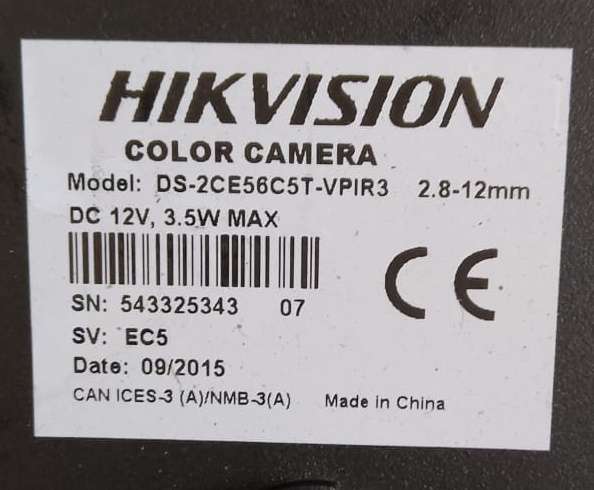 HIKVISION
COLOR CAMERA
Model: DS-2CE56C5T-VPIR3 2.8-12mm
DC 12V, 3.5W MAX
CE
SN: 543325343 07
SV: EC5
Date: 09/2015
CAN ICES-3 (A)/NMB-3(A) Made in China